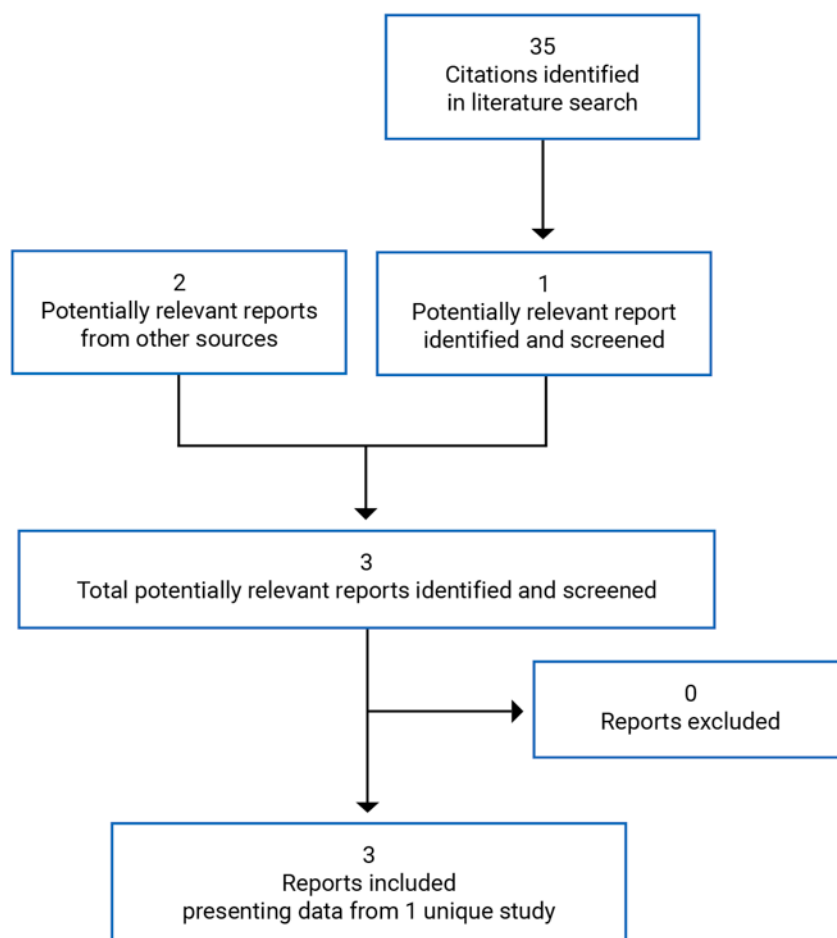 35
Citations identified
in literature search
2
Potentially relevant reports
from other sources
1
Potentially relevant report
identified and screened
3
Total potentially relevant reports identified and screened
0
Reports excluded
3
Reports included
presenting data from 1 unique study